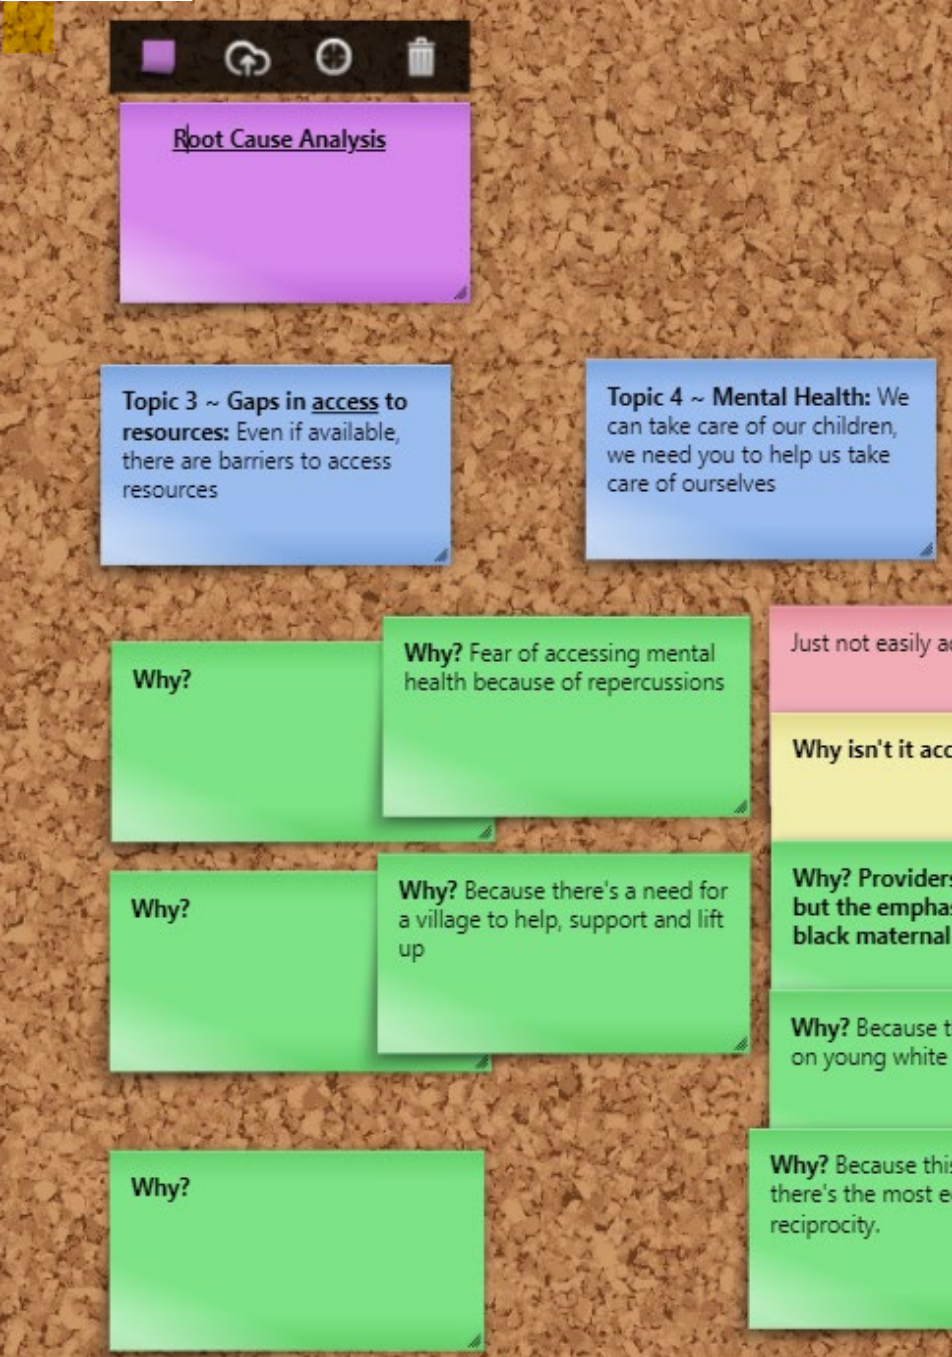 Root Cause Analysis
Topic 3 ~ Gaps in access to
resources: Even if available,
there are barriers to access
resources
Topic 4 ~ Mental Health: We
can take care of our children,
we need you to help us take
care of ourselves
Why?
Why? Fear of accessing mental
health because of repercussions
Why?
Why? Because there's a need for
a village to help, support and lift
up
Why?
Just not easily
Why isn't it
Why? Providers
but the
black maternal
Why? Because
on young white
Why? Because this
there's the most
reciprocity.